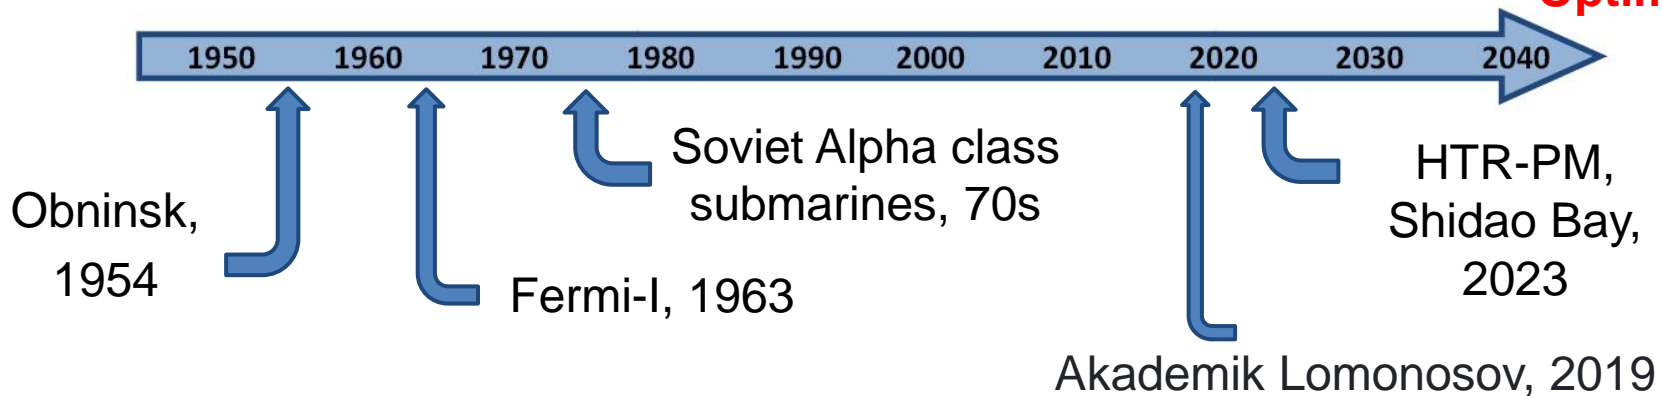 1950 1960 1970 1980 1990 2000 2010 2020 2030 2040
Obninsk,
1954
Fermi-I, 1963
Soviet Alpha class
submarines, 70s
Akademik Lomonosov, 2019
HTR-PM,
Shidao Bay,
2023